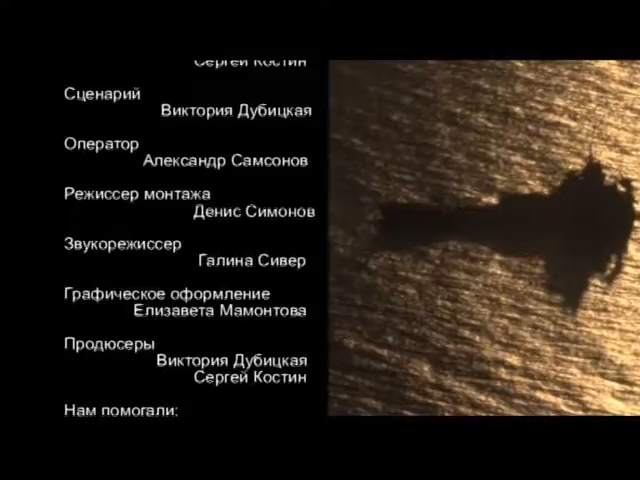 Сергей Костин
Сценарий
Виктория Дубицкая
Оператор
Александр Самсонов
Режиссер монтажа
Денис Симонов
Звукорежиссер
Галина Сивер
Графическое оформление
Елизавета Мамонтова
Продюсеры
Виктория Дубицкая
Сергей Костин
Нам помогали: